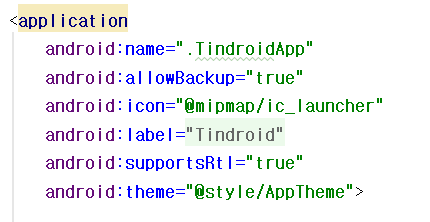 <application
android:name=".TindroidApp"
android:allowBackup="true"
android:icon="@mipmap/ic_launcher"
android:label="Tindroid"
android:supportsRtl="true"
android:theme="@style/AppTheme">